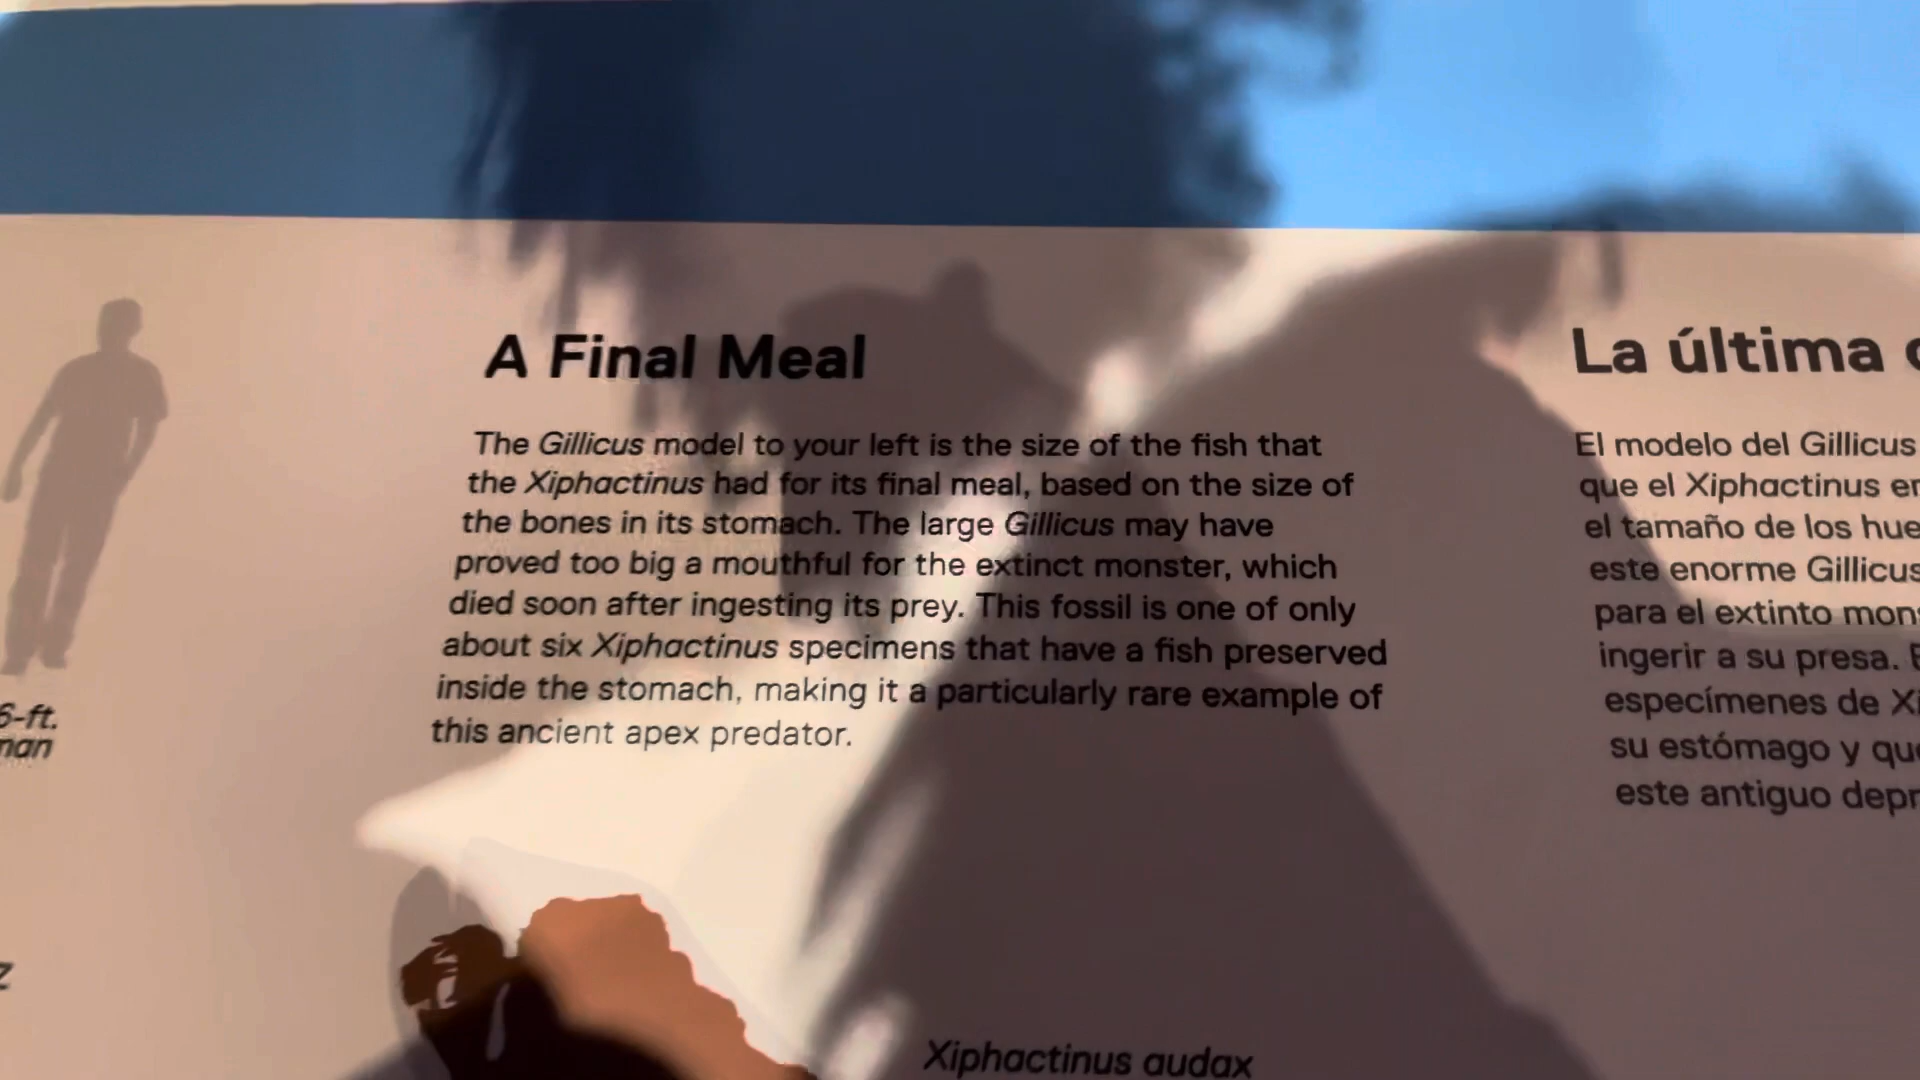 A Final Meal
The Gillicus model to your left is the size of the fish that
the Xiphactinus had for its final meal, based on the size of
the bones in its stomach. The large Gillicus may have
proved too big a mouthful for the extinct monster, which
died soon after ingesting its prey. This fossil is one of only
about six Xiphactinus specimens that have a fish preserved
inside the stomach, making it a particularly rare example of
this ancient apex predator.
La última
El modelo del Gillicus
que el Xiphactinus
el tamaño de los
este enorme Gillicus
para el extinto
ingerir a su presa.
especímenes de
su estómago y
este antiguo
6-ft.
Xiphactinus audax